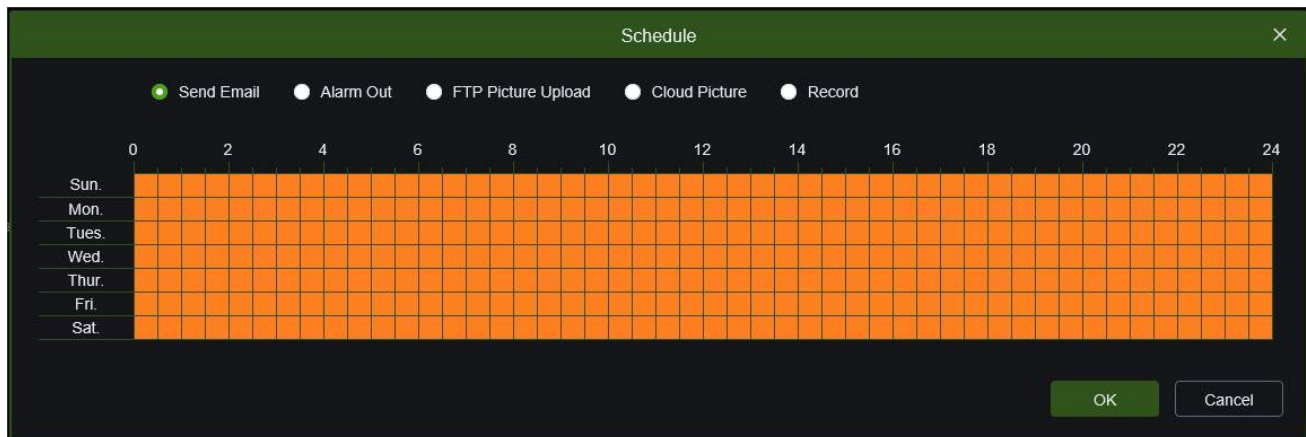 Schedule
Send Email Alarm Out FTP Picture Upload Cloud Picture Record
0 2 4 6 8 10 12 14 16 18 20 22 24
Sun.
Mon.
Tues.
Wed.
Thur.
Fri.
Sat.
OK Cancel